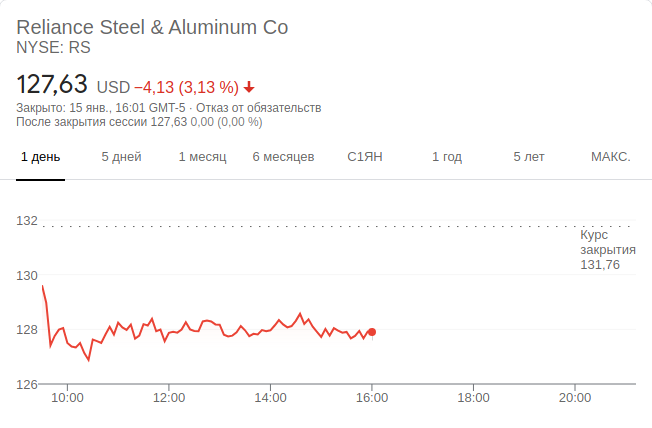 Reliance Steel & Aluminum Co
NYSE: RS
127,63 USD −4,13 (3,13 %)
Закрыто: 15 янв., 16:01 GMT-5 · Отказ от обязательств
После закрытия сессии 127,63 0,00 (0,00 %)
1 день 5 дней 1 месяц 6 месяцев С1ЯН 1 год 5 лет МАКС.
132
Курс
закрытия
131,76
130
128
126
10:00 12:00 14:00 16:00 18:00 20:00